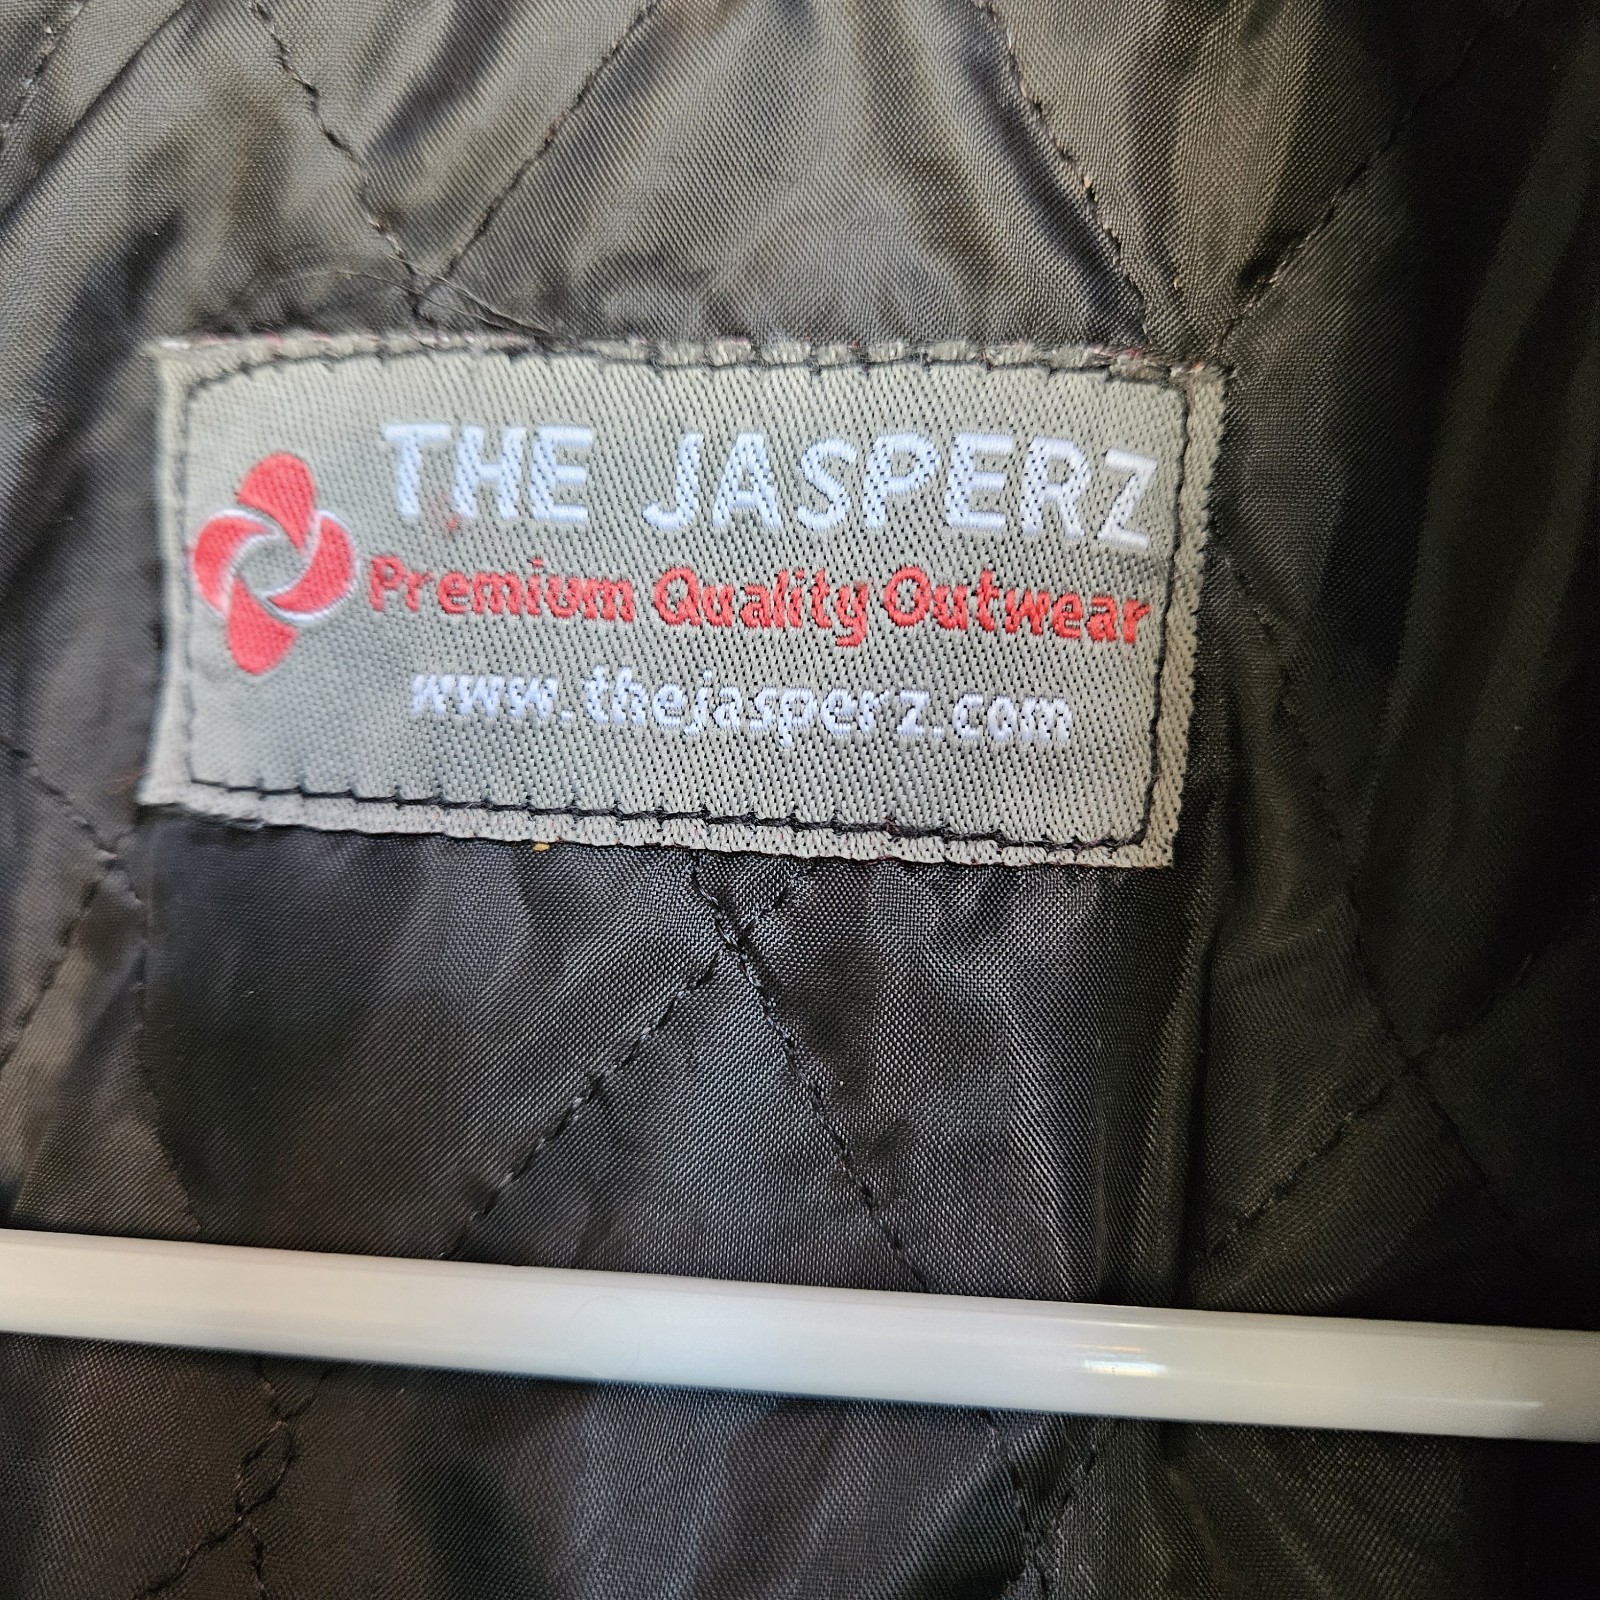 THE JASPERZ
Premium Quality Outwear
www.thejasperz.com